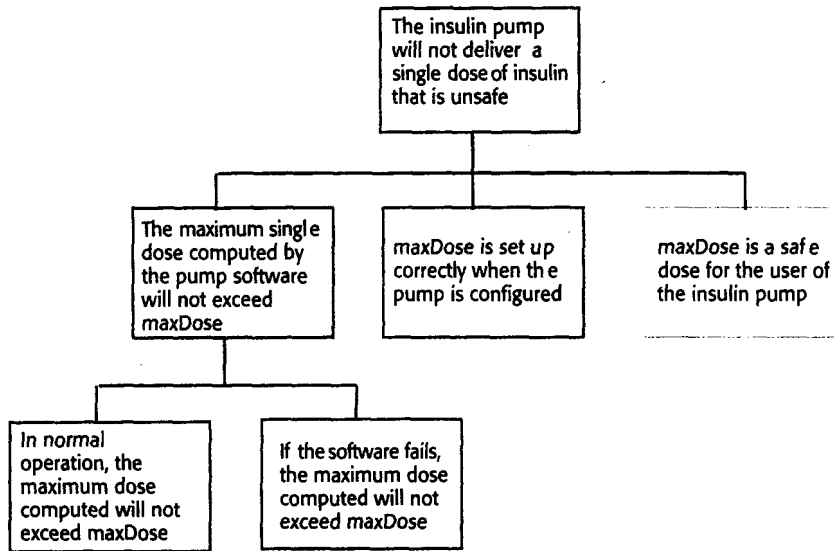 The insulin pump
will not deliver a
single dose of insulin
that is unsafe
The maximum single
dose computed by
the pump software
will not exceed
maxDose
maxDose is set up
correctly when the
pump is configured
maxDose is a safe
dose for the user of
the insulin pump
In normal
operation, the
maximum dose
computed will not
exceed maxDose
If the software fails,
the maximum dose
computed will not
exceed maxDose